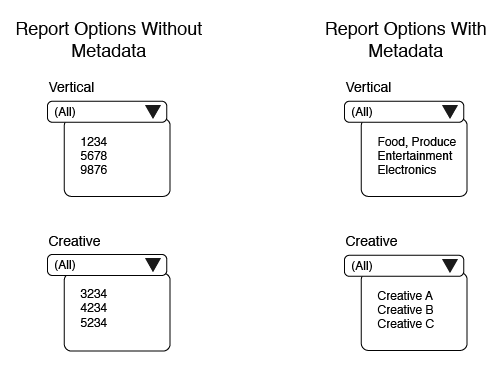 Report Options Without
Metadata
Vertical
(All)
1234
5678
9876
Creative
(All)
3234
4234
5234
Report Options With
Metadata
Vertical
(All)
Food, Produce
Entertainment
Electronics
Creative
(All)
Creative A
Creative B
Creative C